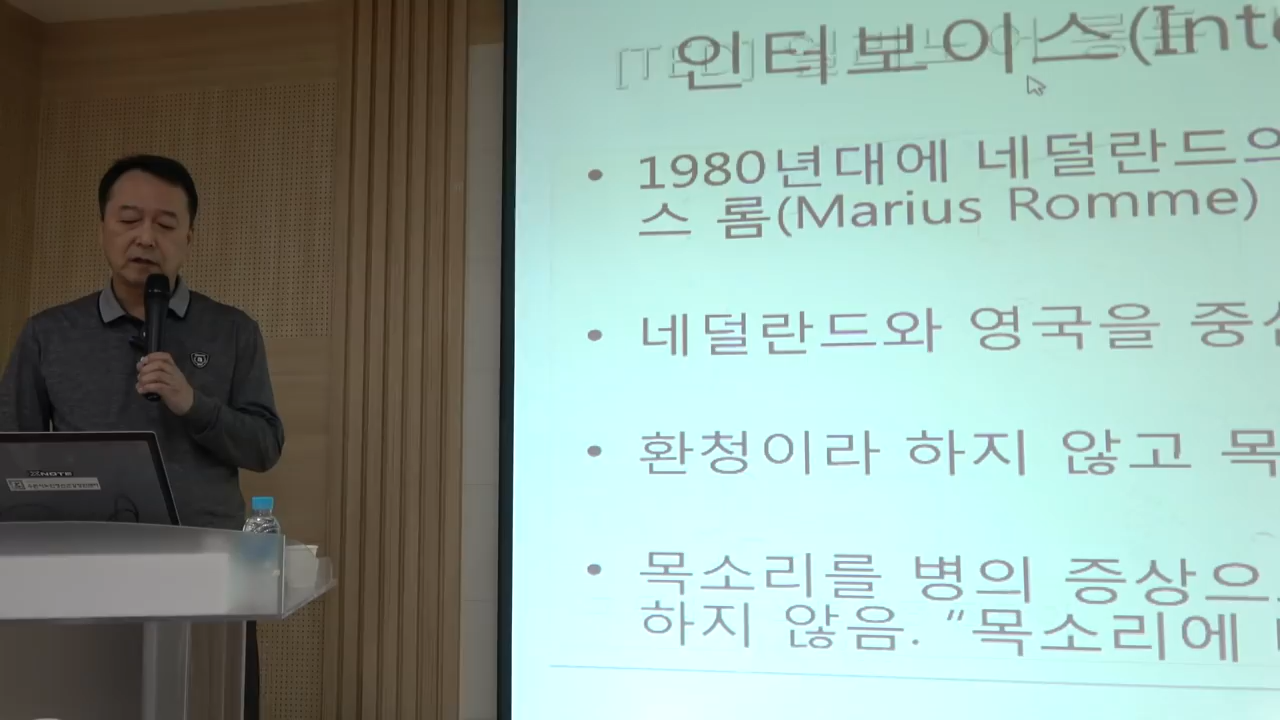 인터보이스(Inte
• 1980년대에 네덜란드의
스 롬(Marius Romme)
• 네덜란드와 영국을 중심
• 환청이라 하지 않고 목
• 목소리를 병의 증상으로
하지 않음. “목소리에
XNOTE